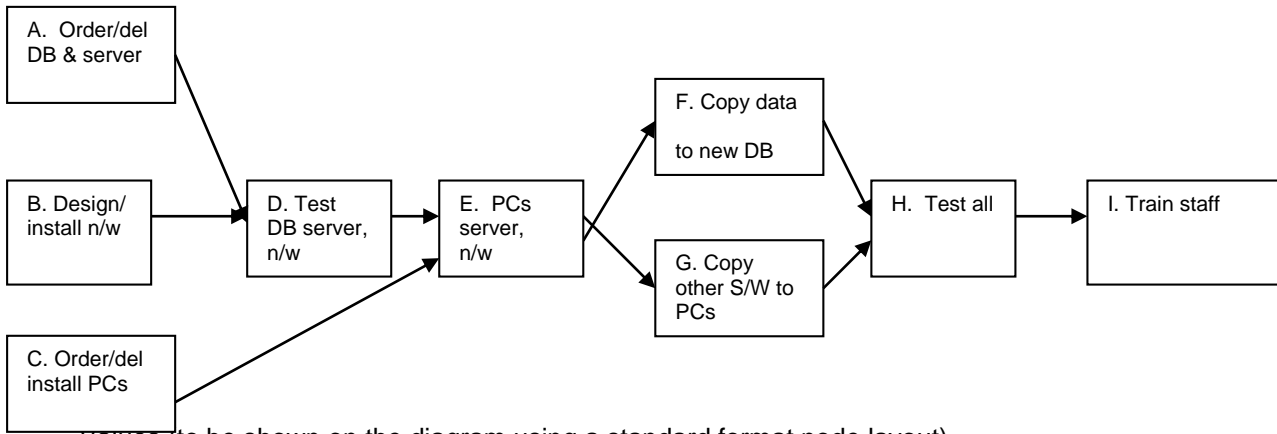 A. Order/del
DB & server
B. Design/
install n/w
C. Order/del
install PCs
D. Test
DB server,
n/w
E. PCs
server,
n/w
F. Copy data
to new DB
G. Copy
other S/W to
PCs
H. Test all
I. Train staff
be shown on the diagram using a standard format node layout)